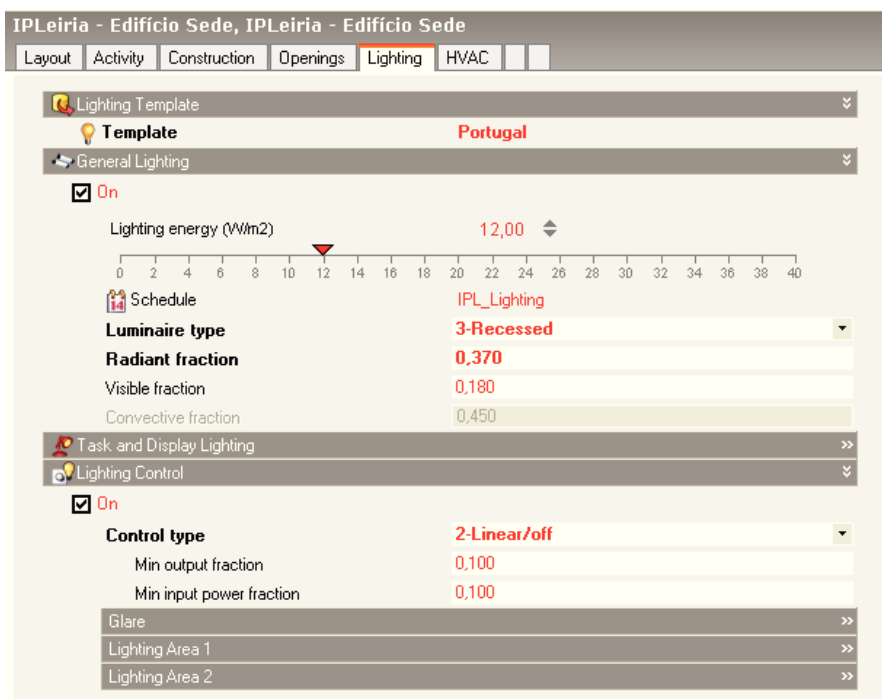 IPLeiria - Edifício Sede, IPLeiria - Edifício Sede
Layout Activity Construction Openings Lighting HVAC
Lighting Template
Template Portugal
General Lighting
On
Lighting energy (W/m2) 12,00
0 2 4 6 8 10 12 14 16 18 20 22 24 26 28 30 32 34 36 38 40
14 Schedule IPL_Lighting
Luminaire type 3-Recessed
Radiant fraction 0,370
Visible fraction 0,180
Convective fraction 0,450
Task and Display Lighting
Lighting Control
On
Control type 2-Linear/off
Min output fraction 0,100
Min input power fraction 0,100
Glare
Lighting Area 1
Lighting Area 2